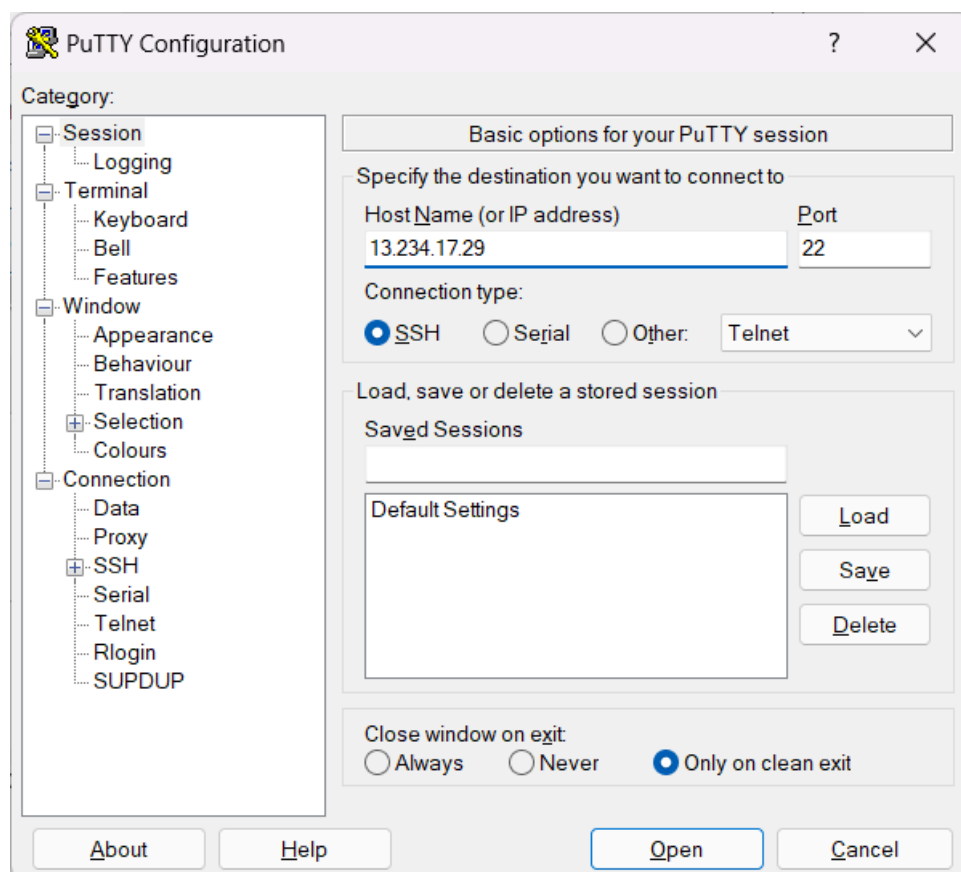 PuTTY Configuration
?
Category:
Session
Logging
Terminal
Keyboard
Bell
Features
Window
Appearance
Behaviour
Translation
Selection
Colours
Connection
Data
Proxy
SSH
Serial
Telnet
Rlogin
SUPDUP
Basic options for your PuTTY session
Specify the destination you want to connect to
Host Name (or IP address) Port
13.234.17.29 22
Connection type:
SSH Serial Other: Telnet
Load, save or delete a stored session
Saved Sessions
Default Settings
Load
Save
Delete
Close window on exit:
Always Never Only on clean exit
About Help Open Cancel